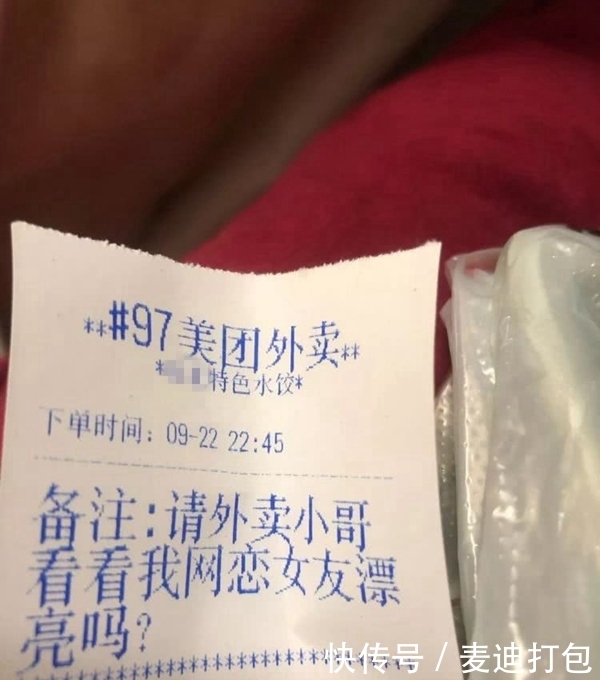 **#97美团外卖**
*特色水饺*
下单时间: 09-22 22:45
备注:请外卖小哥
看看我网恋女友漂
亮吗?
快传号 / 麦迪打包